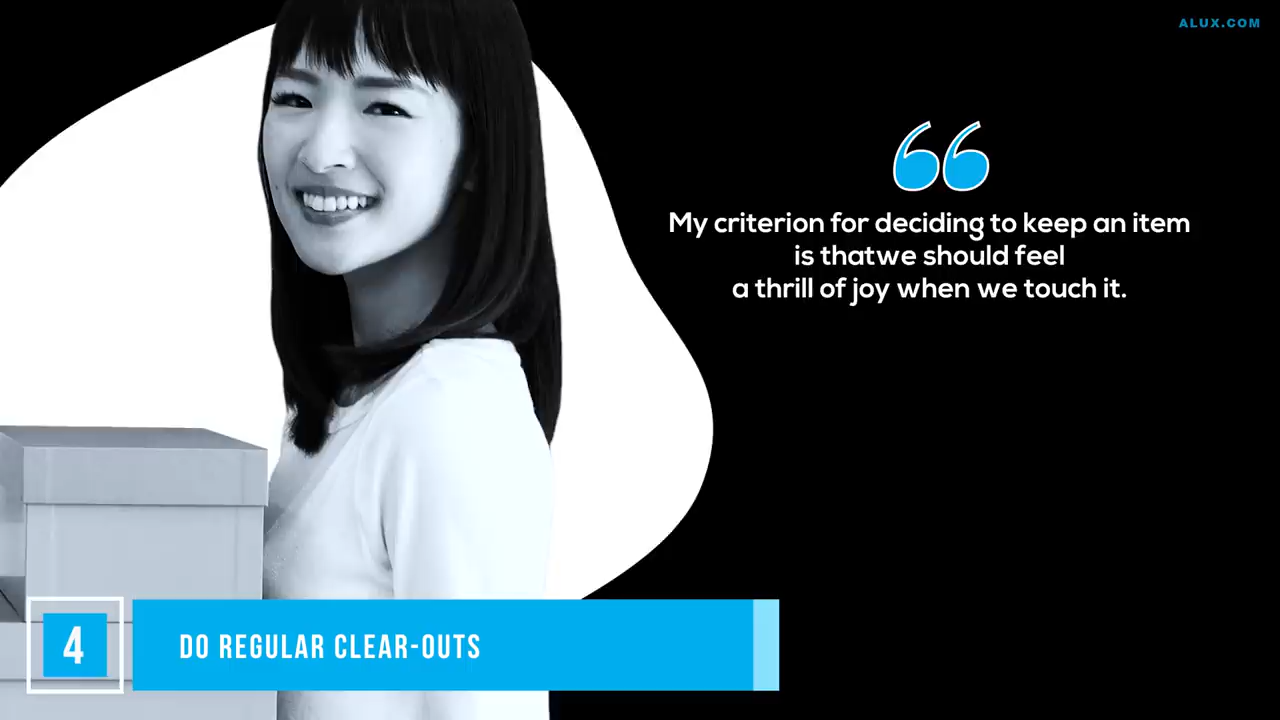 ALUX.COM
My criterion for deciding to keep an item
is thatwe should feel
a thrill of joy when we touch it.
4
DO REGULAR CLEAR-OUTS